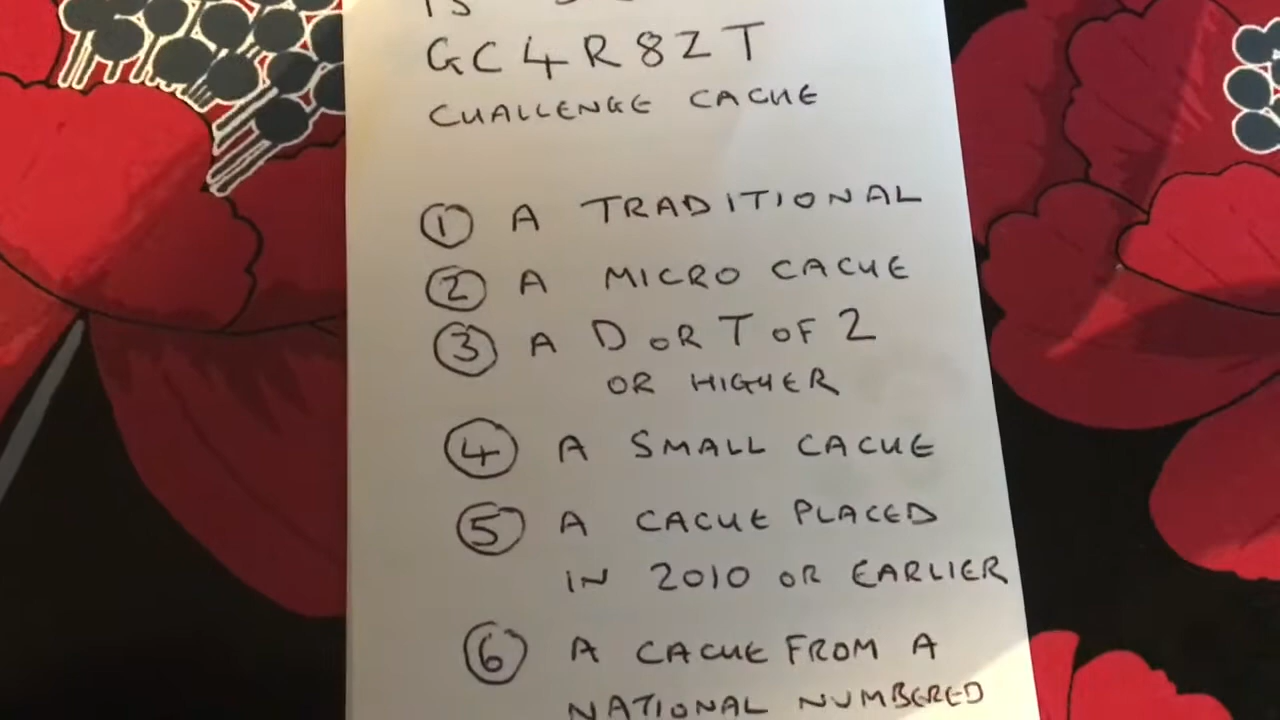 IS
GC4R8ZT
CHALLENGE CACHE
① A TRADITIONAL
② A MICRO CACHE
③ A D OR T OF 2
OR HIGHER
④ A SMALL CACHE
⑤ A CACHE PLACED
IN 2010 OR EARLIER
⑥ A CACHE FROM A
NATIONAL NUMBERED